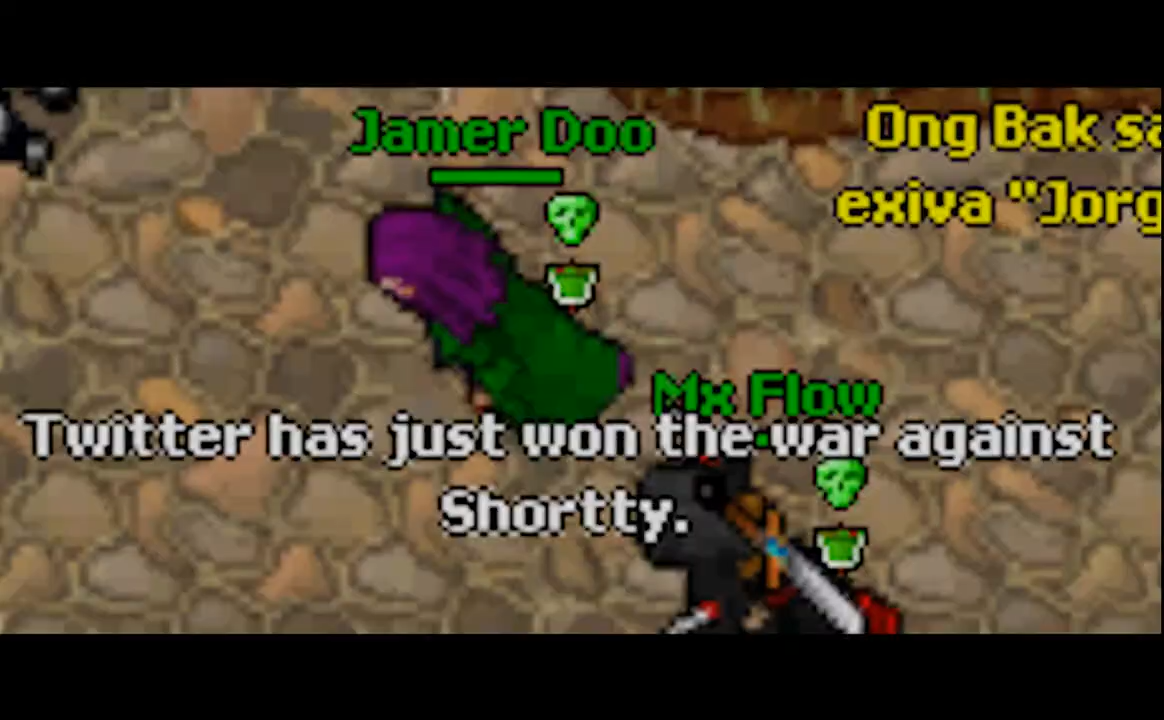 Jamer Doo
Ong Bak sa
exiva "Jorg
Mx Flow
Twitter has just won the war against
Shortty.